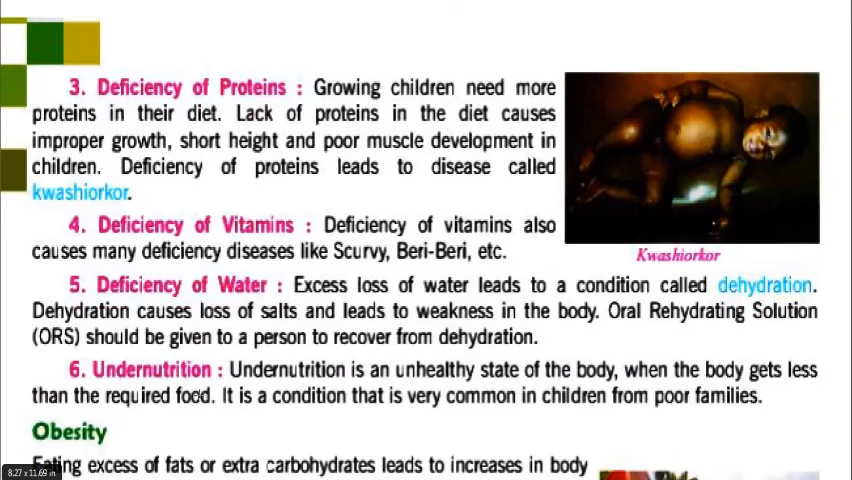 3. Deficiency of Proteins : Growing children need more
proteins in their diet. Lack of proteins in the diet causes
improper growth, short height and poor muscle development in
children. Deficiency of proteins leads to disease called
kwashiorkor.
Kwashiorkor
4. Deficiency of Vitamins : Deficiency of vitamins also
causes many deficiency diseases like Scurvy, Beri-Beri, etc.
5. Deficiency of Water : Excess loss of water leads to a condition called dehydration.
Dehydration causes loss of salts and leads to weakness in the body. Oral Rehydrating Solution
(ORS) should be given to a person to recover from dehydration.
6. Undernutrition : Undernutrition is an unhealthy state of the body, when the body gets less
than the required food. It is a condition that is very common in children from poor families.
Obesity
Eating excess of fats or extra carbohydrates leads to increases in body
8.27 x 11.69 in